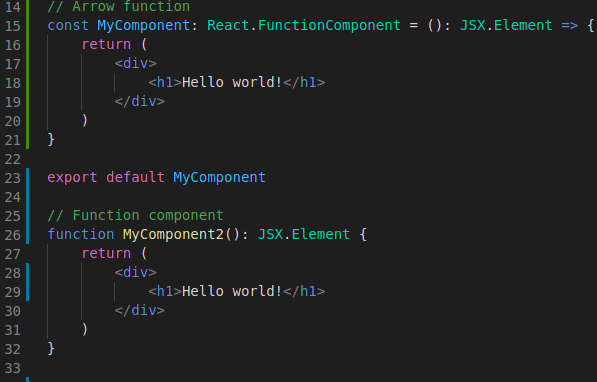 14 // Arrow function
15 const MyComponent: React.FunctionComponent = (): JSX.Element => {
16     return (
17         <div>
18             <h1>Hello world!</h1>
19         </div>
20     )
21 }
22
23 export default MyComponent
24
25 // Function component
26 function MyComponent2(): JSX.Element {
27     return (
28         <div>
29             <h1>Hello world!</h1>
30         </div>
31     )
32 }
33